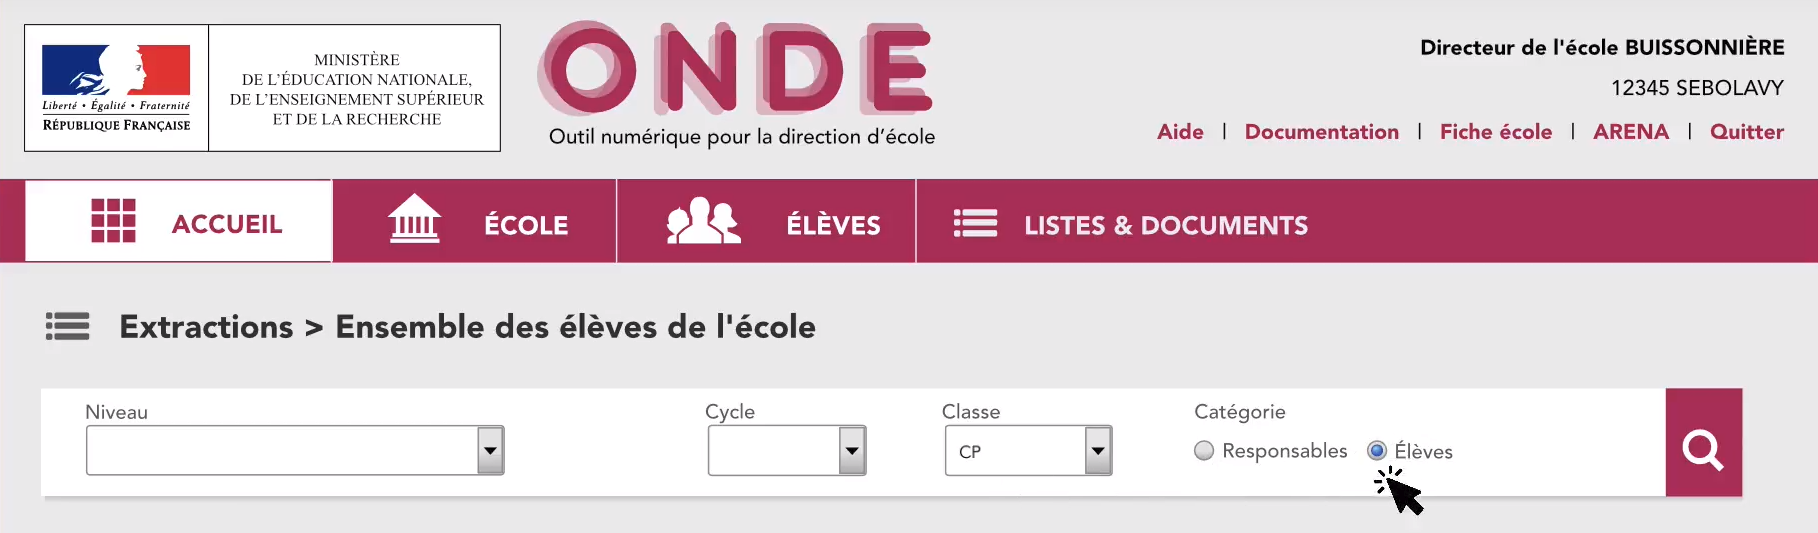 Liberté • Égalité • Fraternité
RÉPUBLIQUE FRANÇAISE
MINISTÈRE
DE L'ÉDUCATION NATIONALE,
DE L'ENSEIGNEMENT SUPÉRIEUR
ET DE LA RECHERCHE
ONDE
Outil numérique pour la direction d'école
Directeur de l'école BUISSONNIÈRE
12345 SEBOLAVY
Aide | Documentation | Fiche école | ARENA | Quitter
ACCUEIL ÉCOLE ÉLÈVES LISTES & DOCUMENTS
Extractions > Ensemble des élèves de l'école
Niveau Cycle Classe Catégorie
CP Responsables Élèves